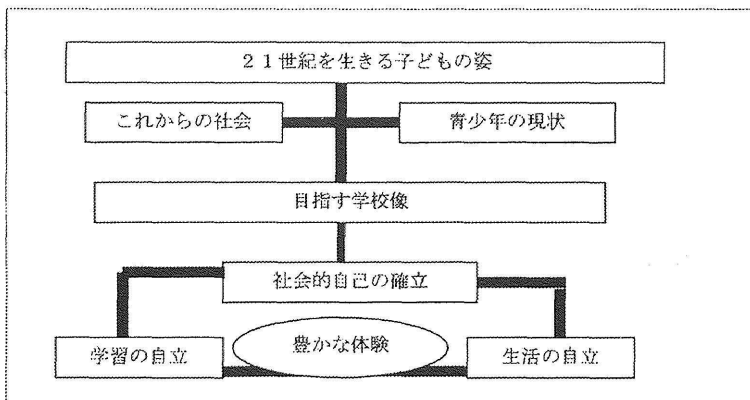 21世紀を生きる子どもの姿
これからの社会
青少年の現状
目指す学校像
社会的自己の確立
学習の自立
豊かな体験
生活の自立